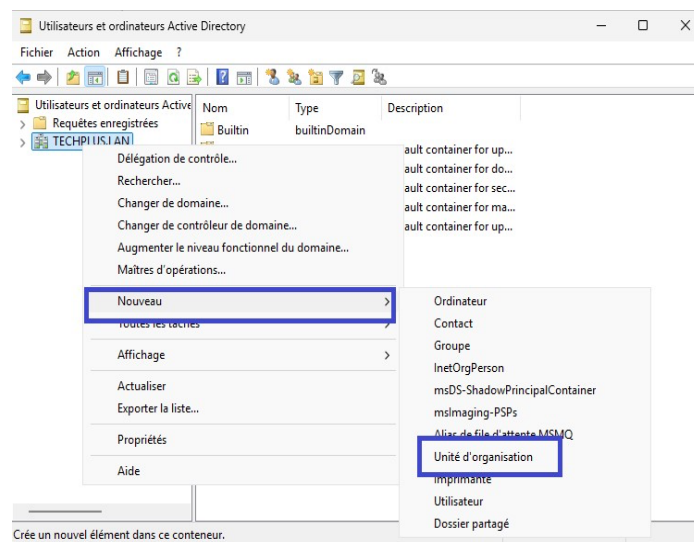 Utilisateurs et ordinateurs Active Directory
Fichier Action Affichage ?
Utilisateurs et ordinateurs Active
Requêtes enregistrées
TECHPLUS.LAN
Nom Type Description
Builtin builtinDomain
ault container for up...
ault container for do...
ault container for sec...
ault container for ma...
ault container for up...
Délégation de contrôle...
Rechercher...
Changer de domaine...
Changer de contrôleur de domaine...
Augmenter le niveau fonctionnel du domaine...
Maîtres d'opérations...
Nouveau
Toutes les tâches
Affichage
Actualiser
Exporter la liste...
Propriétés
Aide
Ordinateur
Contact
Groupe
InetOrgPerson
msDS-ShadowPrincipalContainer
msImaging-PSPs
Alias de file d'attente MSMQ
Unité d'organisation
Imprimante
Utilisateur
Dossier partagé
Crée un nouvel élément dans ce conteneur.